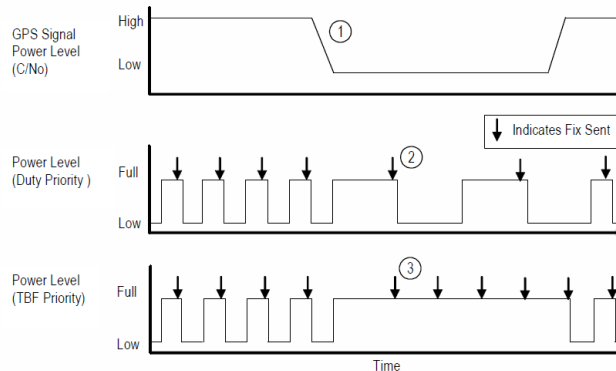 GPS Signal
Power Level
(C/No)
High
Low
1
Indicates Fix Sent
Power Level
(Duty Priority )
Full
Low
2
Power Level
(TBF Priority)
Full
Low
3
Time